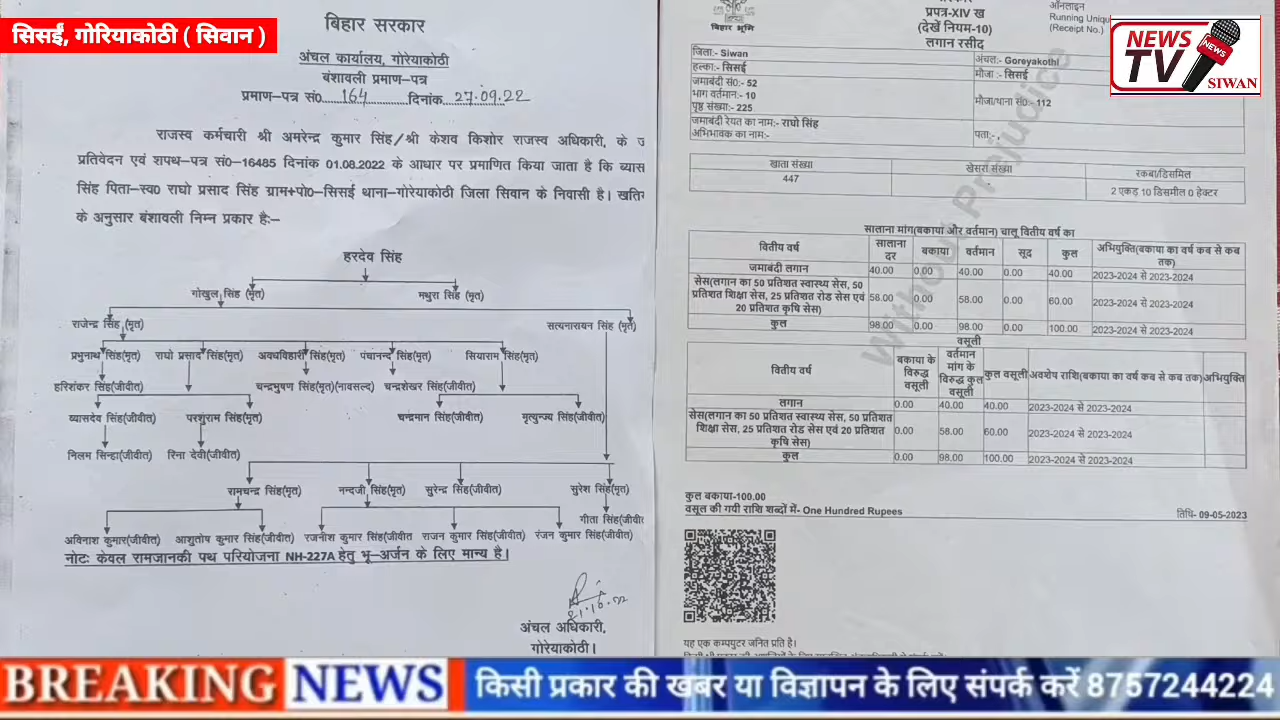 सिसईं, गोरियाकोठी ( सिवान )
बिहार सरकार
अंचल कार्यालय, गोरेयाकोठी
बंशावली प्रमाण–पत्र
प्रमाण–पत्र सं0 164 दिनांक 27.09.22
राजस्व कर्मचारी श्री अमरेन्द्र कुमार सिंह/श्री केशव किशोर राजस्व अधिकारी, के
प्रतिवेदन एवं शपथ–पत्र सं0–16485 दिनांक 01.08.2022 के आधार पर प्रमाणित किया जाता है कि ब्यास
सिंह पिता–स्व0 राघो प्रसाद सिंह ग्राम+पो0–सिसई थाना–गोरेयाकोठी जिला सिवान के निवासी है। खति
के अनुसार बंशावली निम्न प्रकार हैः–
हरदेव सिंह
गोखुल सिंह (मृत) मथुरा सिंह (मृत)
राजेन्द्र सिंह (मृत) सत्यनारायन सिंह (मृत)
प्रभुनाथ सिंह(मृत) राघो प्रसाद सिंह(मृत) अवधविहारी सिंह(मृत) पंचानन्द सिंह(मृत) सियाराम सिंह(मृत)
हरिशंकर सिंह(जीवीत) चन्द्रभुषण सिंह(मृत)(नावसल्द) चन्द्रशेखर सिंह(जीवीत)
ब्यासदेव सिंह(जीवीत) परशुराम सिंह(मृत) चन्द्रमान सिंह(जीवीत) मृत्युन्ज्य सिंह(जीवीत)
निलम सिन्हा(जीवीत) रिना देवी(जीवीत)
रामचन्द्र सिंह(मृत) नन्दजी सिंह(मृत) सुरेन्द्र सिंह(जीवीत) सुरेश सिंह(मृत)
गीता सिंह(जीवीत
अविनाश कुमार(जीवीत) आशुतोष कुमार सिंह(जीवीत) रजनीश कुमार सिंह(जीवीत राजन कुमार सिंह(जीवीत) रंजन कुमार सिंह(जीवीत)
नोटः केवल रामजानकी पथ परियोजना NH-227A हेतु भू–अर्जन के लिए मान्य है।
अंचल अधिकारी,
गोरेयाकोठी।
बिहार भूमि
प्रपत्र-XIV ख
(देखें नियम-10)
लगान रसीद
ऑनलाइन
Running Uniqu
(Receipt No.)
NEWS
TV
NEWS
SIWAN
जिला:- Siwan
अंचल:- Goreyakothi
हल्का:- सिसई
मौजा :- सिसई
जमाबंदी सं०:- 52
भाग वर्तमान:- 10
पृष्ठ संख्या:- 225
मौजा/थाना सं०:- 112
जमाबंदी रैयत का नाम:- राघो सिंह
अभिभावक का नाम:- पता:- ,
खाता संख्या खेसरा संख्या रकबा/डिसमिल
447 2 एकड़ 10 डिसमील 0 हेक्टर
Without Prejudice
सालाना मांग(बकाया और वर्तमान) चालू वितीय वर्ष का
वितीय वर्ष सालाना दर बकाया वर्तमान सूद कुल अभियुक्ति(बकाया का वर्ष कब से कब तक)
जमाबंदी लगान 40.00 0.00 40.00 0.00 40.00 2023-2024 से 2023-2024
सेस(लगान का 50 प्रतिशत स्वास्थ्य सेस, 50
प्रतिशत शिक्षा सेस, 25 प्रतिशत रोड सेस एवं 58.00 0.00 58.00 0.00 60.00 2023-2024 से 2023-2024
20 प्रतिशत कृषि सेस)
कुल 98.00 0.00 98.00 0.00 100.00 2023-2024 से 2023-2024
वसूली
वितीय वर्ष बकाया के विरुद्ध वसूली वर्तमान मांग के विरुद्ध कुल वसूली कुल वसूली अवशेष राशि(बकाया का वर्ष कब से कब तक) अभियुक्ति
लगान 0.00 40.00 40.00 2023-2024 से 2023-2024
सेस(लगान का 50 प्रतिशत स्वास्थ्य सेस, 50 प्रतिशत
शिक्षा सेस, 25 प्रतिशत रोड सेस एवं 20 प्रतिशत 0.00 58.00 60.00 2023-2024 से 2023-2024
कृषि सेस)
कुल 0.00 98.00 100.00 2023-2024 से 2023-2024
कुल बकाया-100.00
वसूल की गयी राशि शब्दों में- One Hundred Rupees
तिथि- 09-05-2023
यह एक कम्पुटर जनित प्रति है।
BREAKING NEWS
किसी प्रकार की खबर या विज्ञापन के लिए संपर्क करें 8757244224